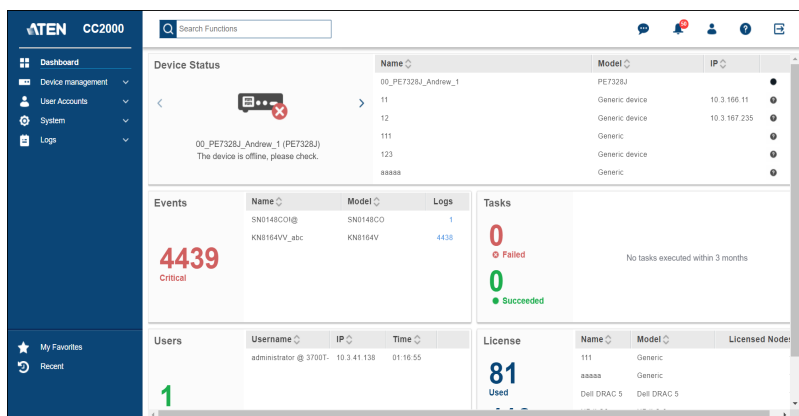 ATEN CC2000
Search Functions
Dashboard
Device management
User Accounts
System
Logs
My Favorites
Recent
Device Status
00_PE7328J_Andrew_1 (PE7328J)
The device is offline, please check.
Name Model IP
00_PE7328J_Andrew_1 PE7328J
11 Generic device 10.3.166.11
12 Generic device 10.3.167.235
111 Generic
123 Generic device
aaaaa Generic
Events
4439
Critical
Name Model Logs
SN0148CO!@ SN0148CO 1
KN8164VV_abc KN8164V 4438
Tasks
0
Failed
0
Succeeded
No tasks executed within 3 months
Users
1
Username IP Time
administrator @ 3700T- 10.3.41.138 01:16:55
License
81
Used
Name Model Licensed Nodes
111 Generic
aaaaa Generic
Dell DRAC 5 Dell DRAC 5